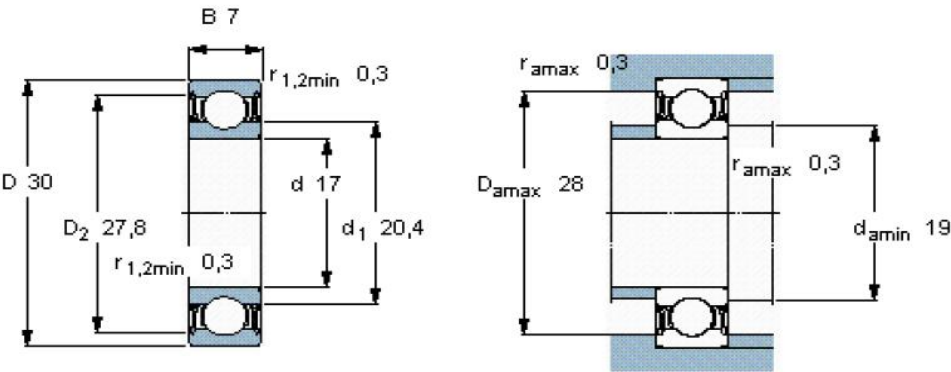 B 7
r1,2min 0,3
D 30
D2 27,8
d 17
d1 20,4
r1,2min 0,3
ramax 0,3
Damax 28
ramax 0,3
damin 19